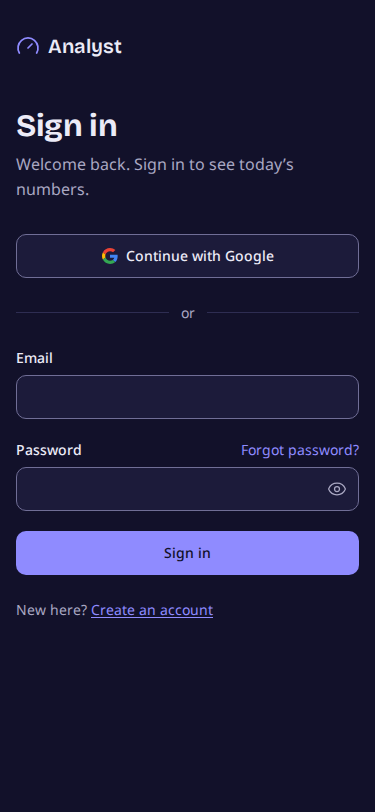 Analyst
Sign in
Welcome back. Sign in to see today’s
numbers.
Continue with Google
or
Email
Password
Forgot password?
Sign in
New here? Create an account